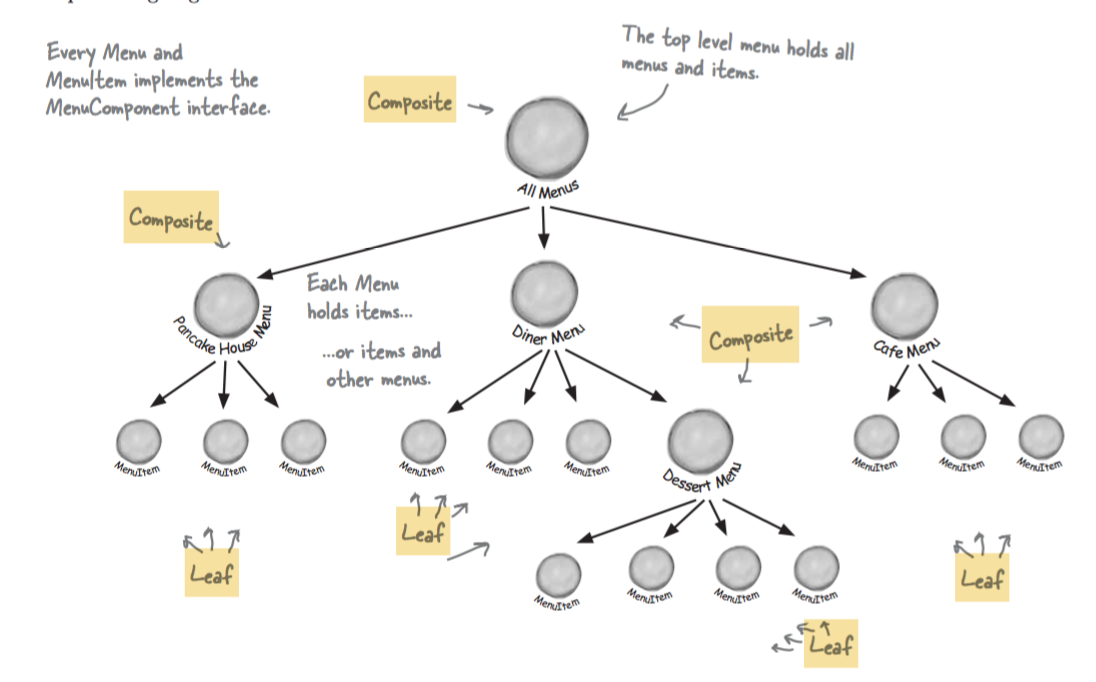 Every Menu and
MenuItem implements the
MenuComponent interface.
The top level menu holds all
menus and items.
Composite
All Menus
Composite
Each Menu
holds items...
...or items and
other menus.
Pancake House Menu
Diner Menu
Composite
Cafe Menu
MenuItem
MenuItem
MenuItem
MenuItem
MenuItem
MenuItem
Dessert Menu
MenuItem
MenuItem
MenuItem
Leaf
Leaf
Leaf
MenuItem
MenuItem
MenuItem
MenuItem
Leaf